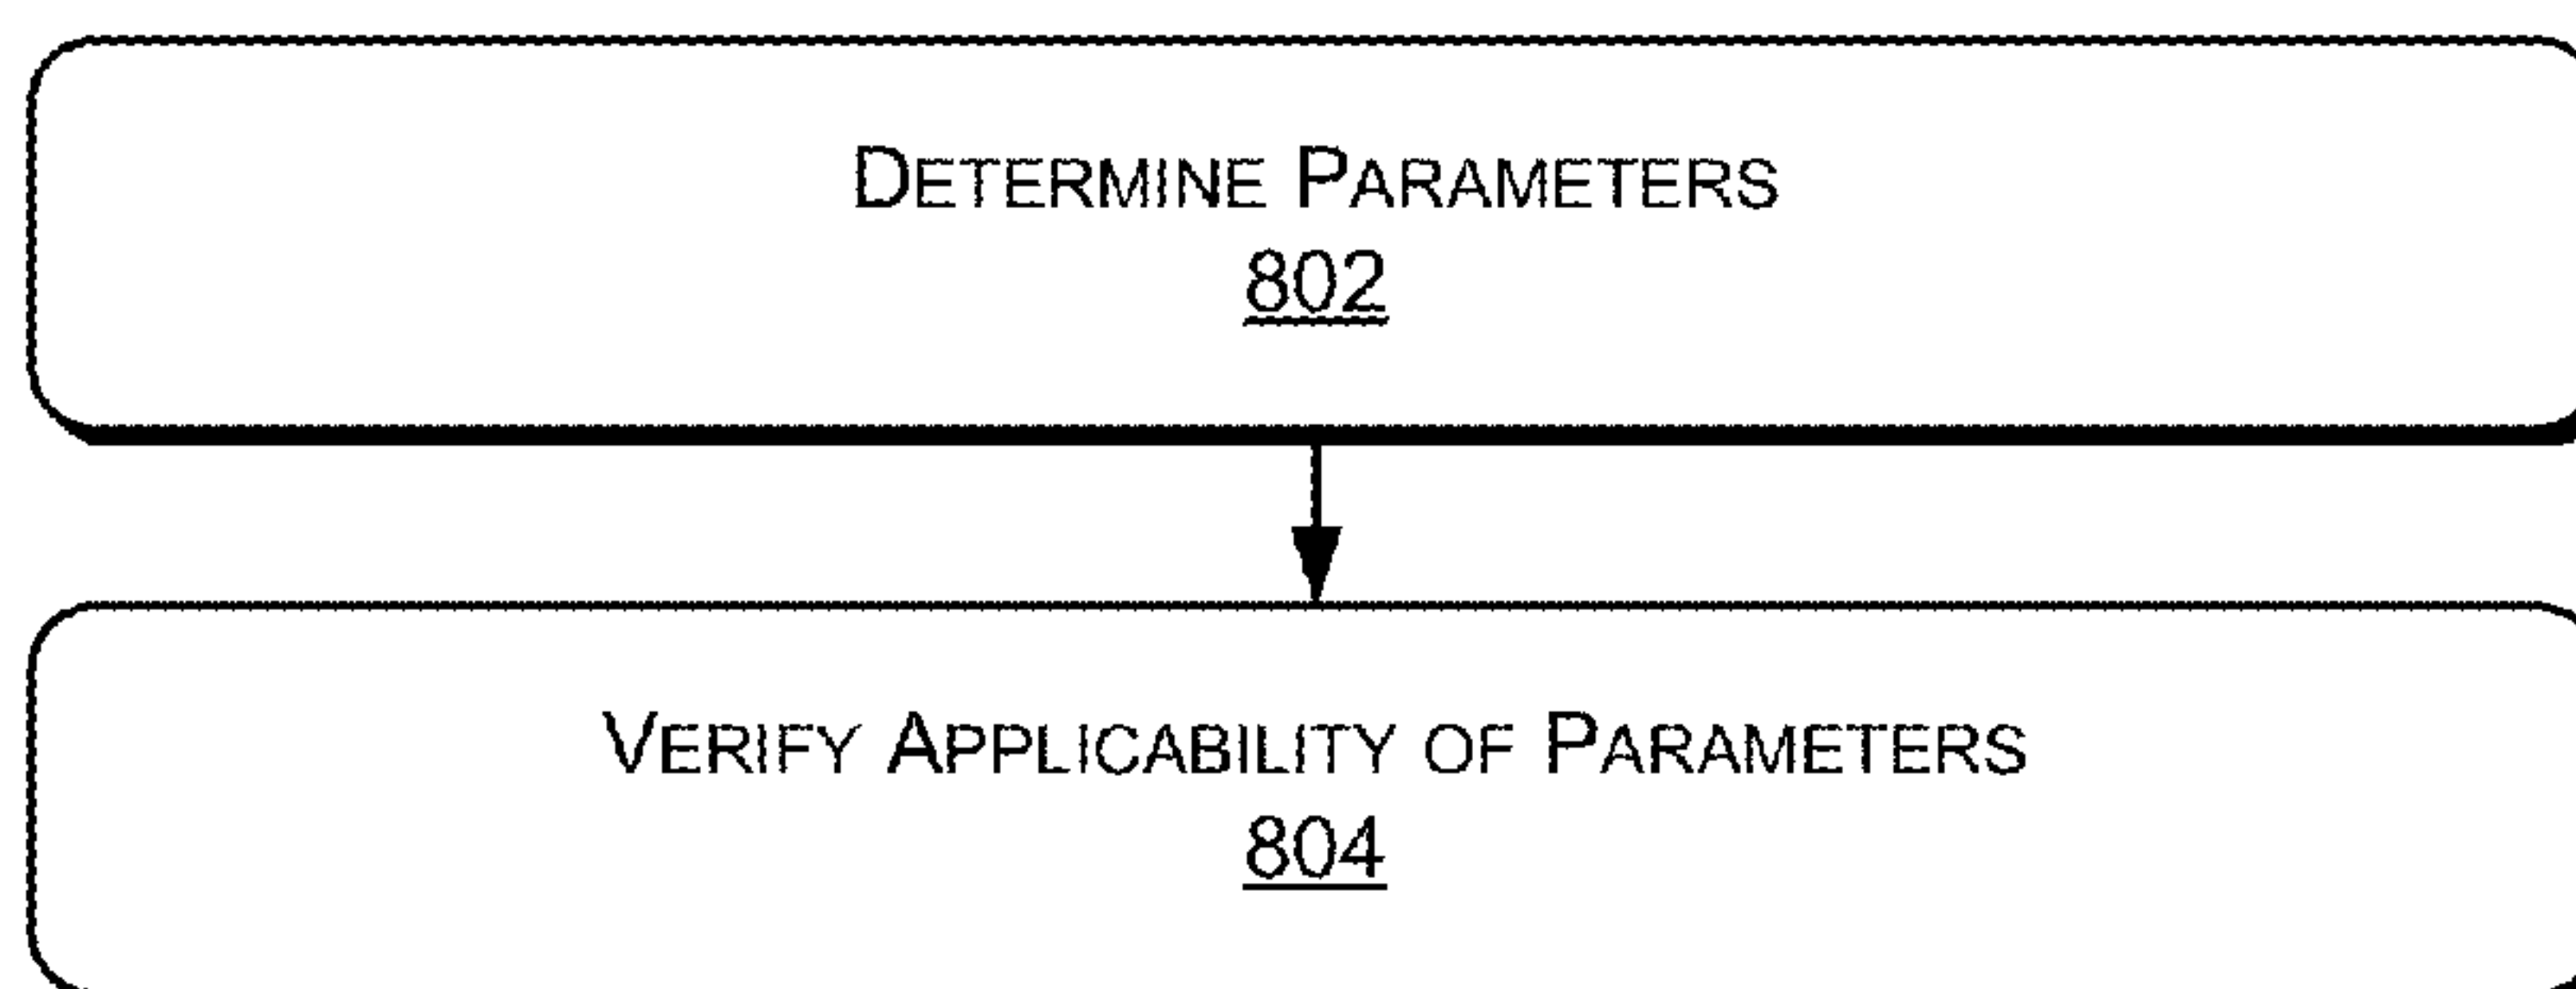 DETERMINE PARAMETERS
802
VERIFY APPLICABILITY OF PARAMETERS
804